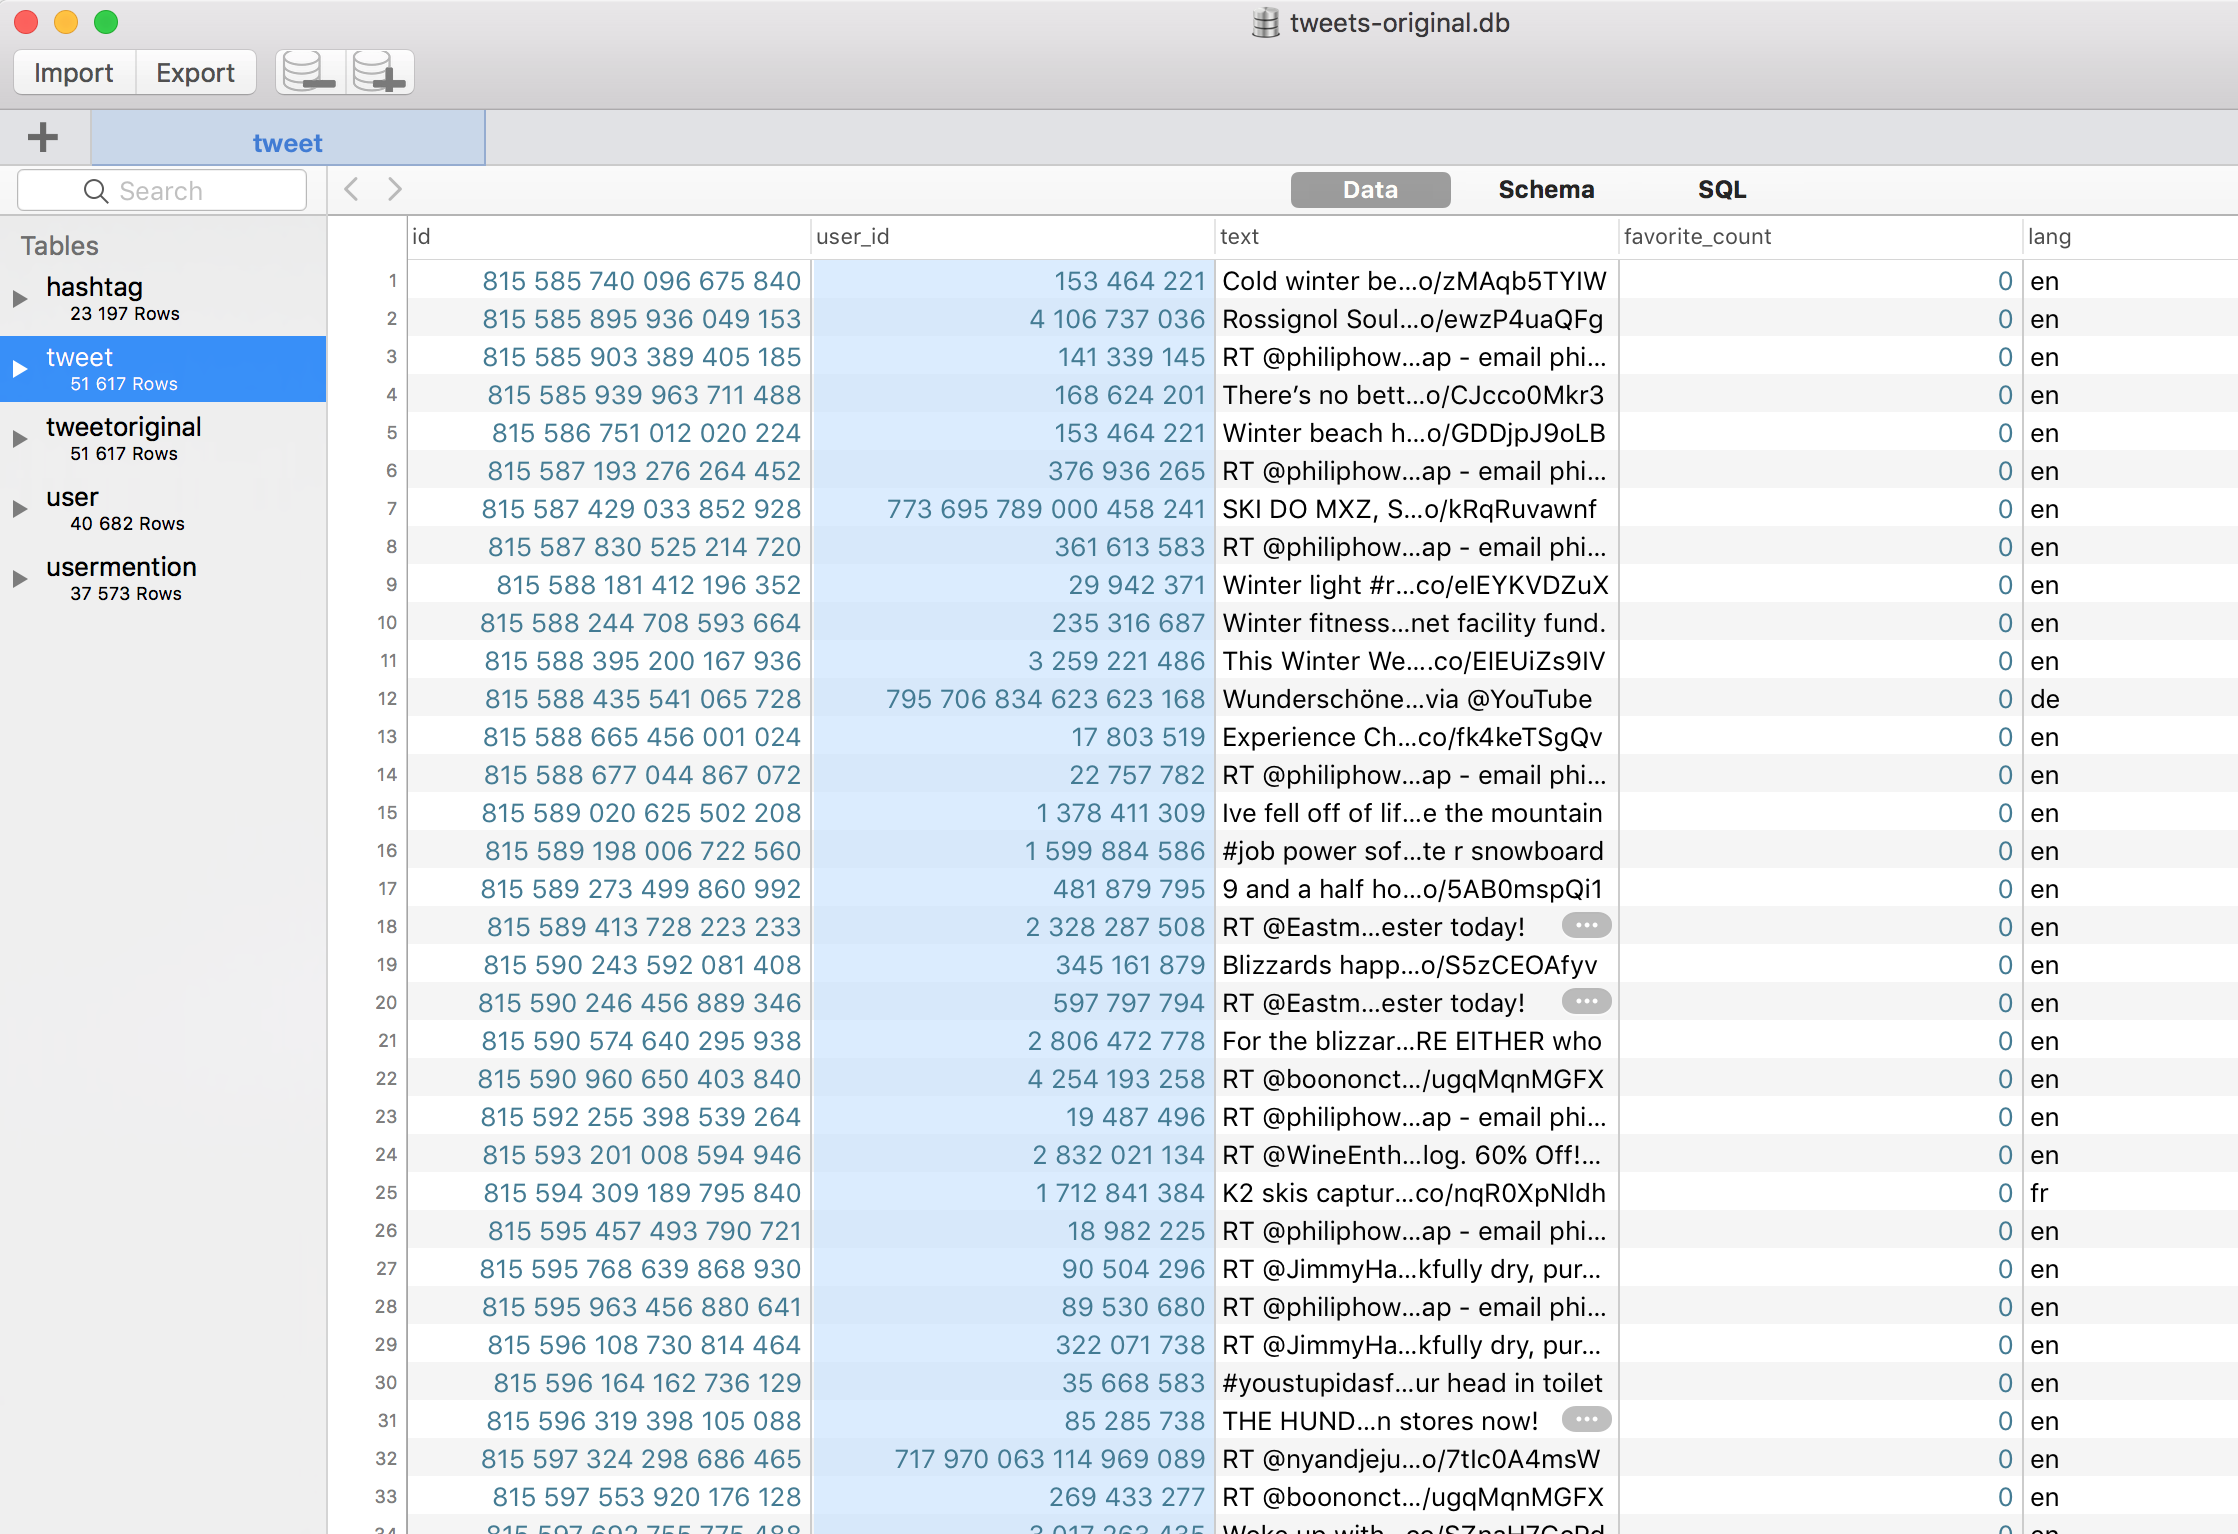 tweets-original.db
Import Export
tweet
Search
Data Schema SQL
Tables
hashtag
23 197 Rows
tweet
51 617 Rows
tweetoriginal
51 617 Rows
user
40 682 Rows
usermention
37 573 Rows
id user_id text favorite_count lang
1 815 585 740 096 675 840 153 464 221 Cold winter be...o/zMAqb5TYIW 0 en
2 815 585 895 936 049 153 4 106 737 036 Rossignol Soul...o/ewzP4uaQFg 0 en
3 815 585 903 389 405 185 141 339 145 RT @philiphow...ap - email phi... 0 en
4 815 585 939 963 711 488 168 624 201 There’s no bett...o/CJcco0Mkr3 0 en
5 815 586 751 012 020 224 153 464 221 Winter beach h...o/GDDjpJ9oLB 0 en
6 815 587 193 276 264 452 376 936 265 RT @philiphow...ap - email phi... 0 en
7 815 587 429 033 852 928 773 695 789 000 458 241 SKI DO MXZ, S...o/kRqRuvawnf 0 en
8 815 587 830 525 214 720 361 613 583 RT @philiphow...ap - email phi... 0 en
9 815 588 181 412 196 352 29 942 371 Winter light #r...co/eIEYKVDZuX 0 en
10 815 588 244 708 593 664 235 316 687 Winter fitness...net facility fund. 0 en
11 815 588 395 200 167 936 3 259 221 486 This Winter We....co/EIEUiZs9IV 0 en
12 815 588 435 541 065 728 795 706 834 623 623 168 Wunderschöne...via @YouTube 0 de
13 815 588 665 456 001 024 17 803 519 Experience Ch...co/fk4keTSgQv 0 en
14 815 588 677 044 867 072 22 757 782 RT @philiphow...ap - email phi... 0 en
15 815 589 020 625 502 208 1 378 411 309 Ive fell off of lif...e the mountain 0 en
16 815 589 198 006 722 560 1 599 884 586 #job power sof...te r snowboard 0 en
17 815 589 273 499 860 992 481 879 795 9 and a half ho...o/5AB0mspQi1 0 en
18 815 589 413 728 223 233 2 328 287 508 RT @Eastm...ester today! ... 0 en
19 815 590 243 592 081 408 345 161 879 Blizzards happ...o/S5zCEOAfyv 0 en
20 815 590 246 456 889 346 597 797 794 RT @Eastm...ester today! ... 0 en
21 815 590 574 640 295 938 2 806 472 778 For the blizzar...RE EITHER who 0 en
22 815 590 960 650 403 840 4 254 193 258 RT @boononct.../ugqMqnMGFX 0 en
23 815 592 255 398 539 264 19 487 496 RT @philiphow...ap - email phi... 0 en
24 815 593 201 008 594 946 2 832 021 134 RT @WineEnth...log. 60% Off!... 0 en
25 815 594 309 189 795 840 1 712 841 384 K2 skis captur...co/nqR0XpNldh 0 fr
26 815 595 457 493 790 721 18 982 225 RT @philiphow...ap - email phi... 0 en
27 815 595 768 639 868 930 90 504 296 RT @JimmyHa...kfully dry, pur... 0 en
28 815 595 963 456 880 641 89 530 680 RT @philiphow...ap - email phi... 0 en
29 815 596 108 730 814 464 322 071 738 RT @JimmyHa...kfully dry, pur... 0 en
30 815 596 164 162 736 129 35 668 583 #youstupidasf...ur head in toilet 0 en
31 815 596 319 398 105 088 85 285 738 THE HUND...n stores now! ... 0 en
32 815 597 324 298 686 465 717 970 063 114 969 089 RT @nyandjeju...o/7tIc0A4msW 0 en
33 815 597 553 920 176 128 269 433 277 RT @boononct.../ugqMqnMGFX 0 en
34 815 597 692 755 775 488 3 017 263 435 Woke up with 0 en